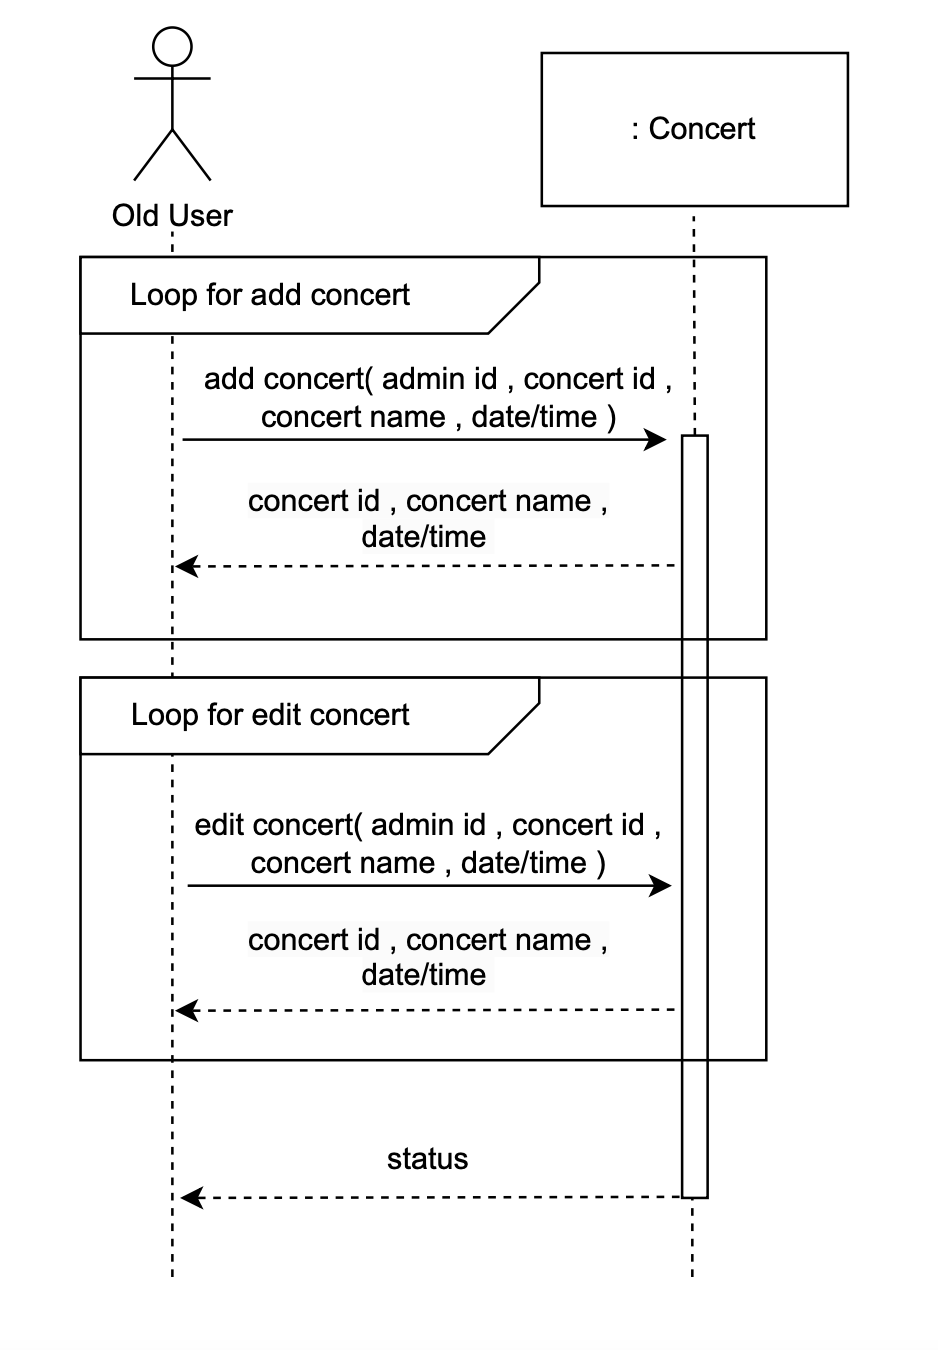 : Concert
Old User
Loop for add concert
add concert( admin id , concert id ,
concert name , date/time )
concert id , concert name ,
date/time
Loop for edit concert
edit concert( admin id , concert id ,
concert name , date/time )
concert id , concert name ,
date/time
status